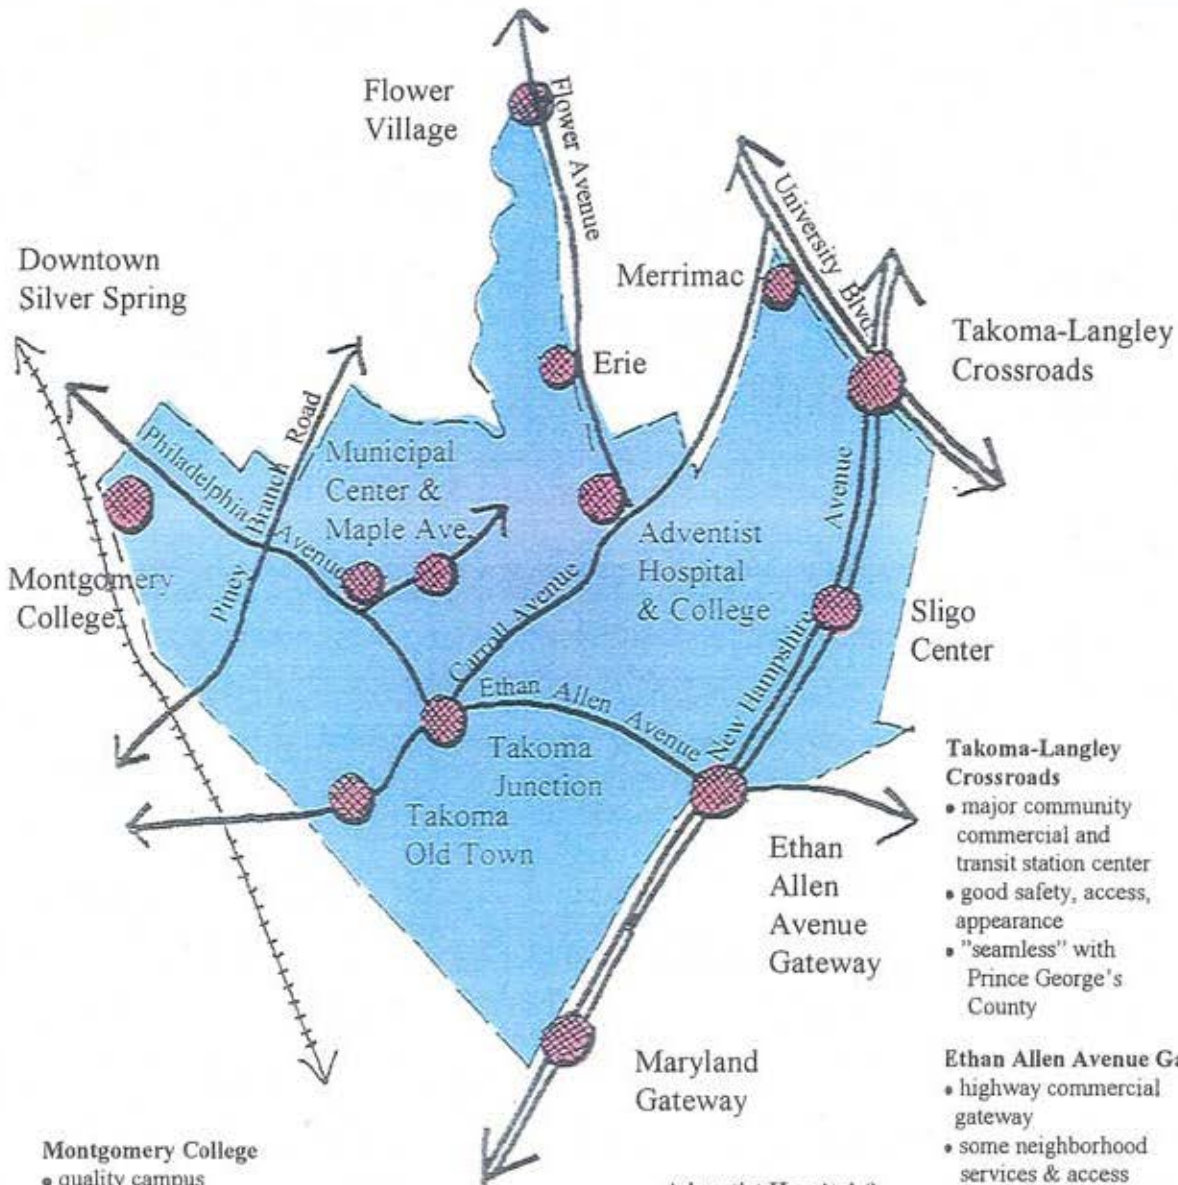 Flower
Village
Flower Avenue
University Blvd.
Downtown
Silver Spring
Merrimac
Takoma-Langley
Crossroads
Erie
Philadelphia Avenue
Piney Branch Road
Municipal
Center &
Maple Ave.
Montgomery
College
Carroll Avenue
Adventist
Hospital
& College
New Hampshire Avenue
Sligo
Center
Ethan Allen Avenue
Takoma
Junction
Takoma
Old Town
Ethan
Allen
Avenue
Gateway
Maryland
Gateway
Takoma-Langley
Crossroads
• major community
commercial and
transit station center
• good safety, access,
appearance
• "seamless" with
Prince George's
County
Ethan Allen Avenue
• highway commercial
gateway
• some neighborhood
services & access
Montgomery College
• quality campus